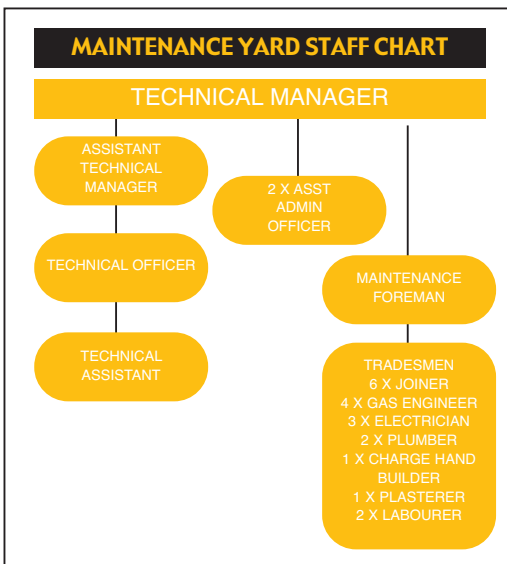 MAINTENANCE YARD STAFF CHART
TECHNICAL MANAGER
ASSISTANT
TECHNICAL
MANAGER
TECHNICAL OFFICER
TECHNICAL
ASSISTANT
2 X ASST
ADMIN
OFFICER
MAINTENANCE
FOREMAN
TRADESMEN
6 X JOINER
4 X GAS ENGINEER
3 X ELECTRICIAN
2 X PLUMBER
1 X CHARGE HAND
BUILDER
1 X PLASTERER
2 X LABOURER